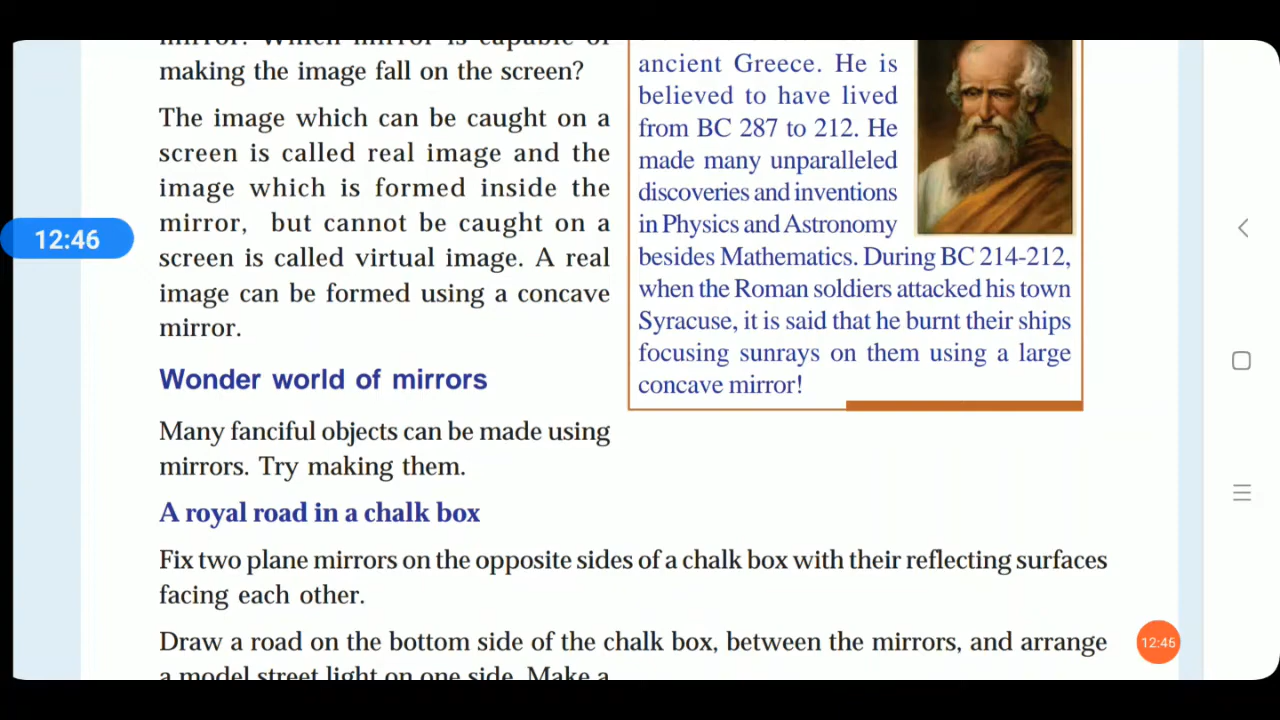 making the image fall on the screen?
The image which can be caught on a
screen is called real image and the
image which is formed inside the
mirror, but cannot be caught on a
screen is called virtual image. A real
image can be formed using a concave
mirror.
Wonder world of mirrors
Many fanciful objects can be made using
mirrors. Try making them.
ancient Greece. He is
believed to have lived
from BC 287 to 212. He
made many unparalleled
discoveries and inventions
in Physics and Astronomy
besides Mathematics. During BC 214-212,
when the Roman soldiers attacked his town
Syracuse, it is said that he burnt their ships
focusing sunrays on them using a large
concave mirror!
A royal road in a chalk box
Fix two plane mirrors on the opposite sides of a chalk box with their reflecting surfaces
facing each other.
Draw a road on the bottom side of the chalk box, between the mirrors, and arrange
a model street light on one side. Make a
12:46
12:46